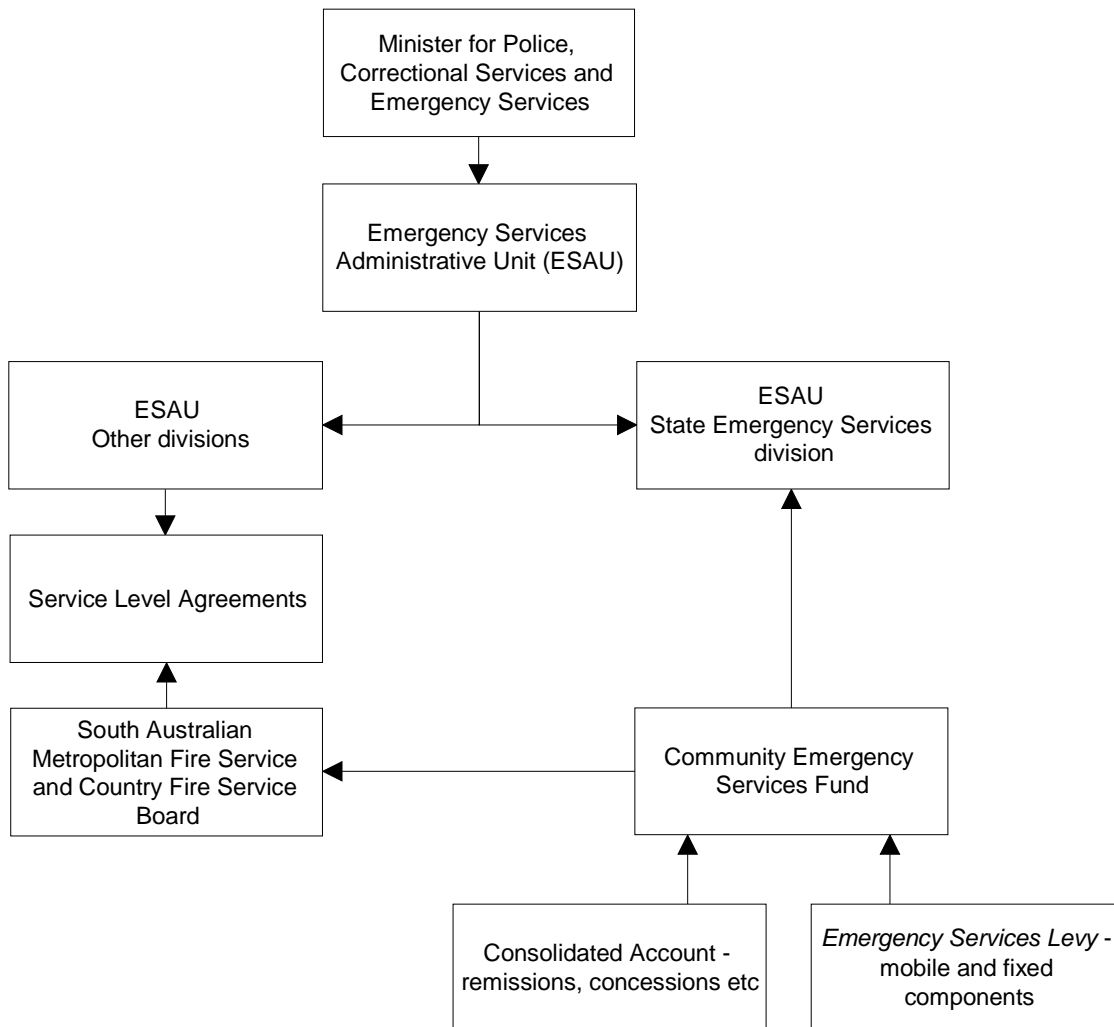 Minister for Police,
Correctional Services and
Emergency Services
Emergency Services
Administrative Unit (ESAU)
ESAU
Other divisions
ESAU
State Emergency Services
division
Service Level Agreements
South Australian
Metropolitan Fire Service
and Country Fire Service
Board
Community Emergency
Services Fund
Consolidated Account -
remissions, concessions etc
Emergency Services Levy -
mobile and fixed
components